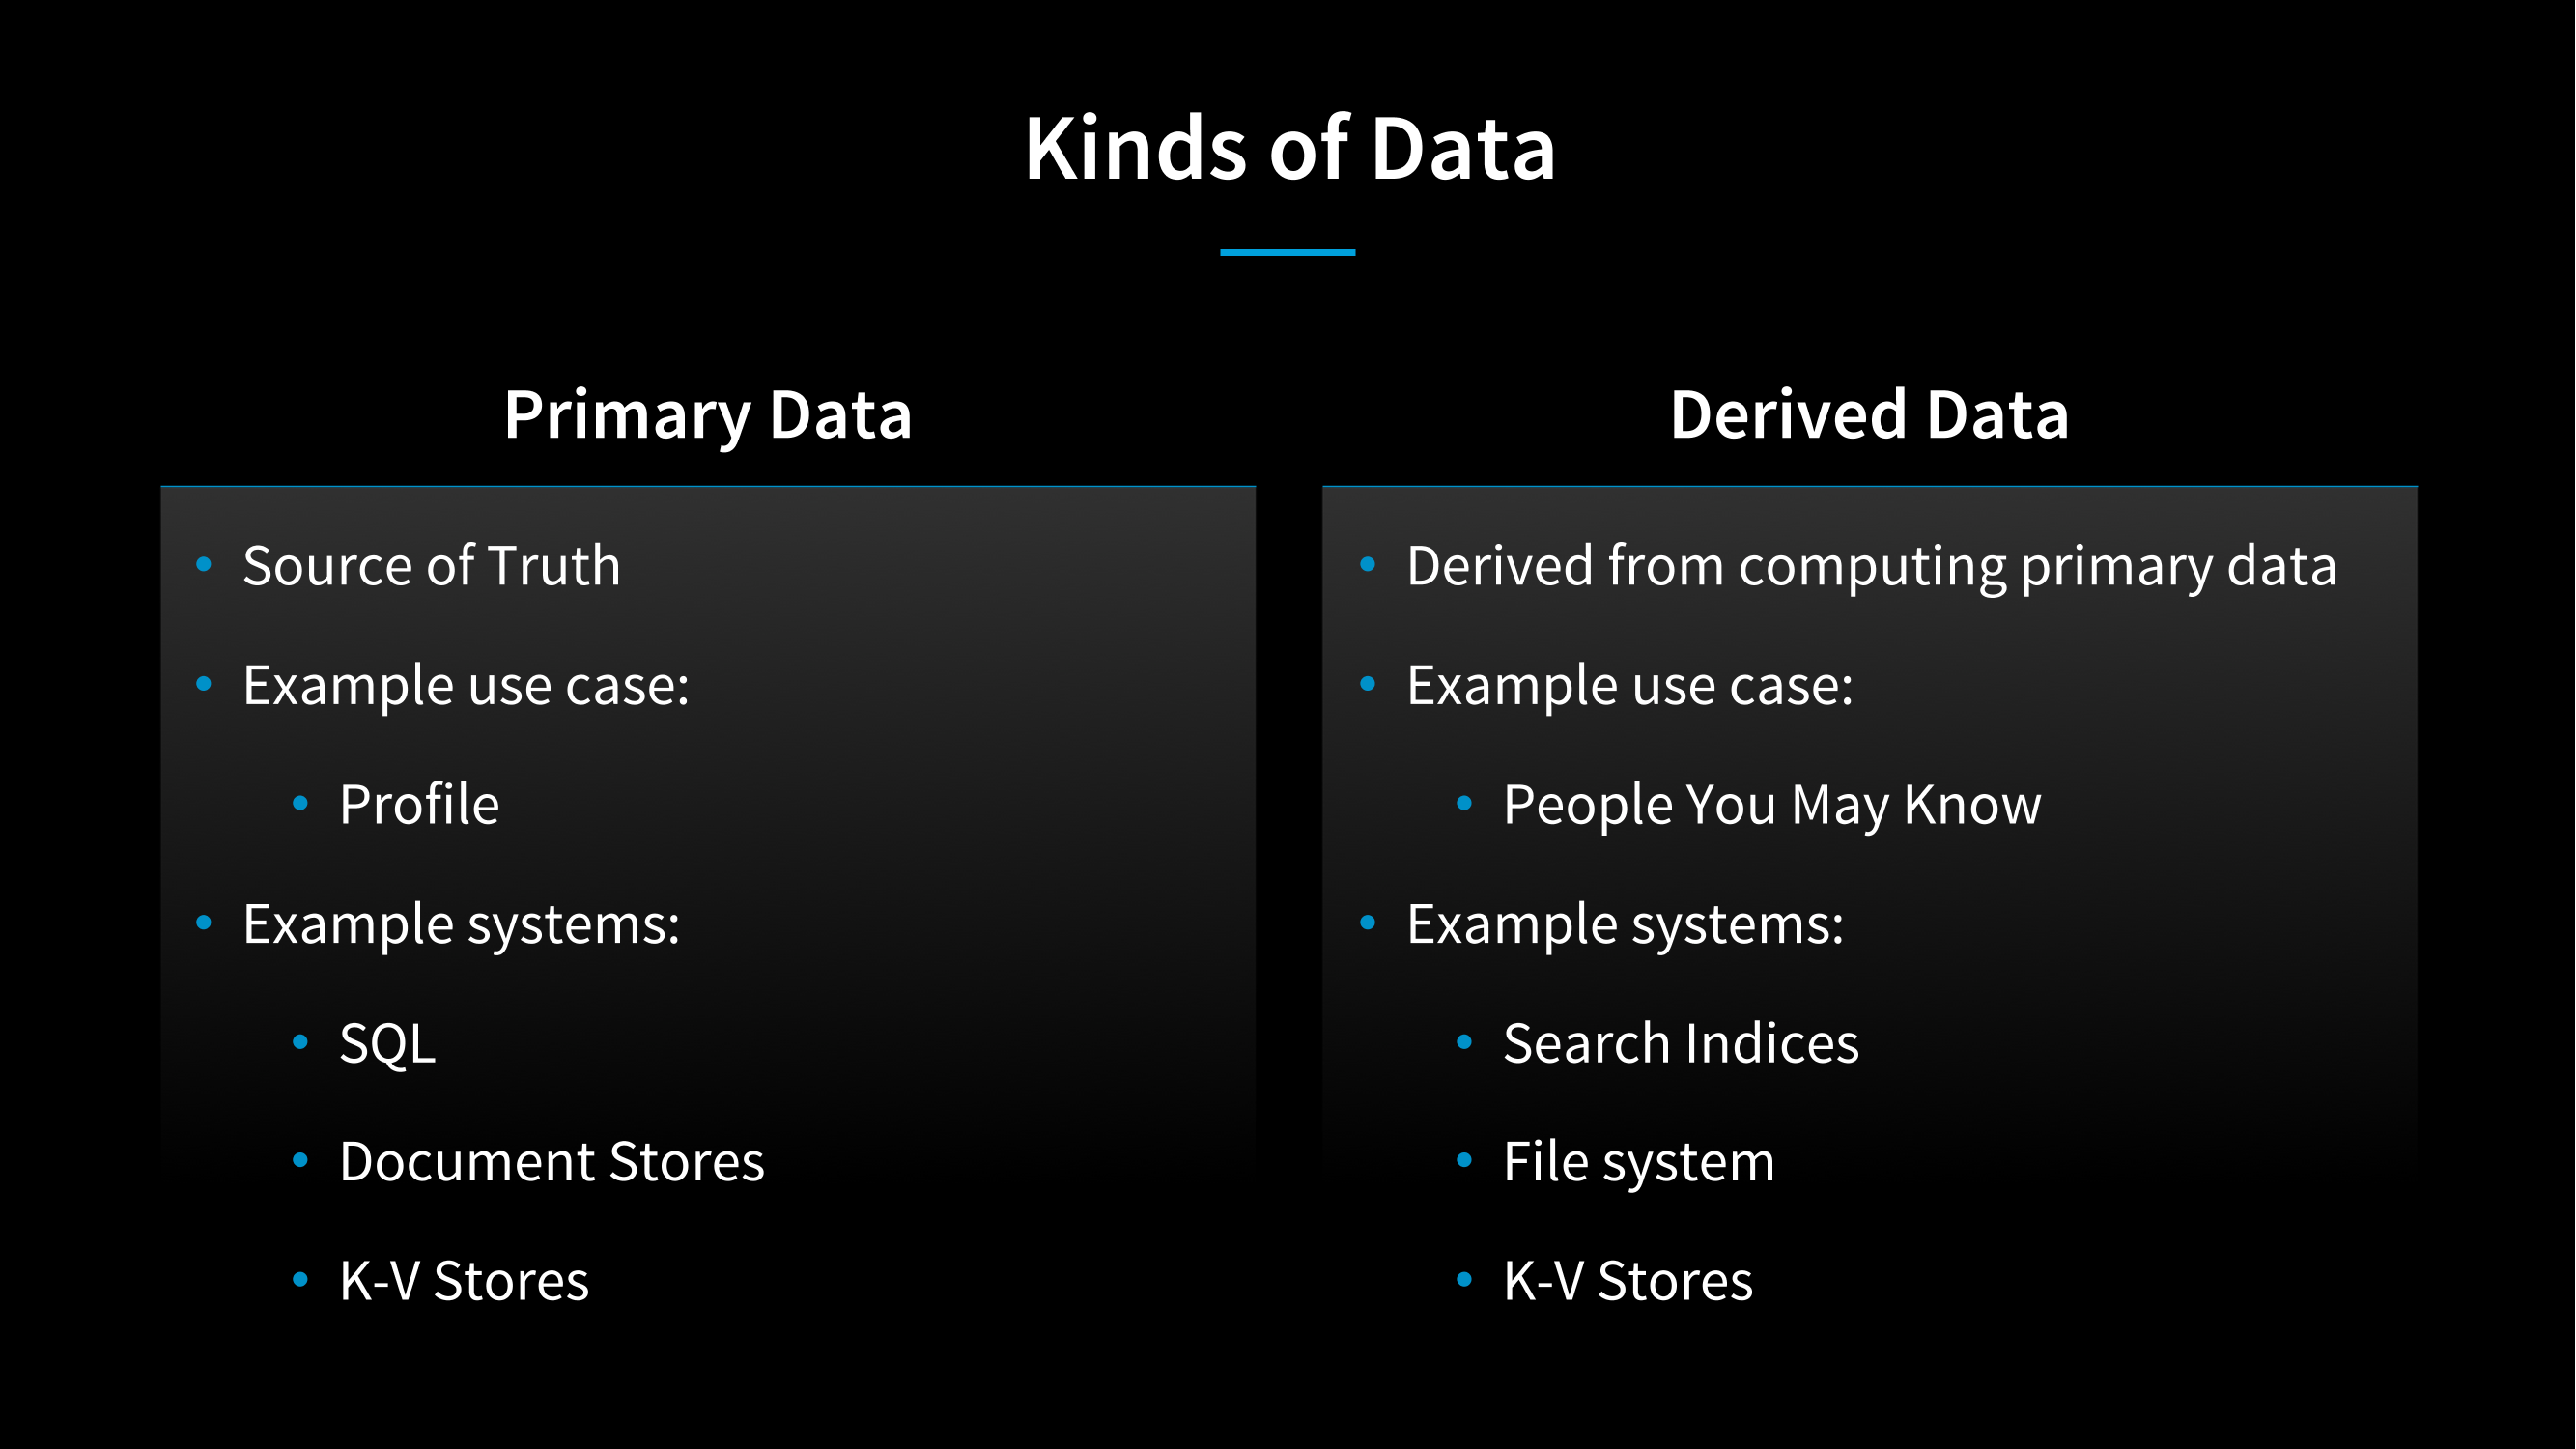 Kinds of Data
Primary Data
Source of Truth
Example use case:
Profile
Example systems:
SQL
Document Stores
K-V Stores
Derived Data
Derived from computing primary data
Example use case:
People You May Know
Example systems:
Search Indices
File system
K-V Stores